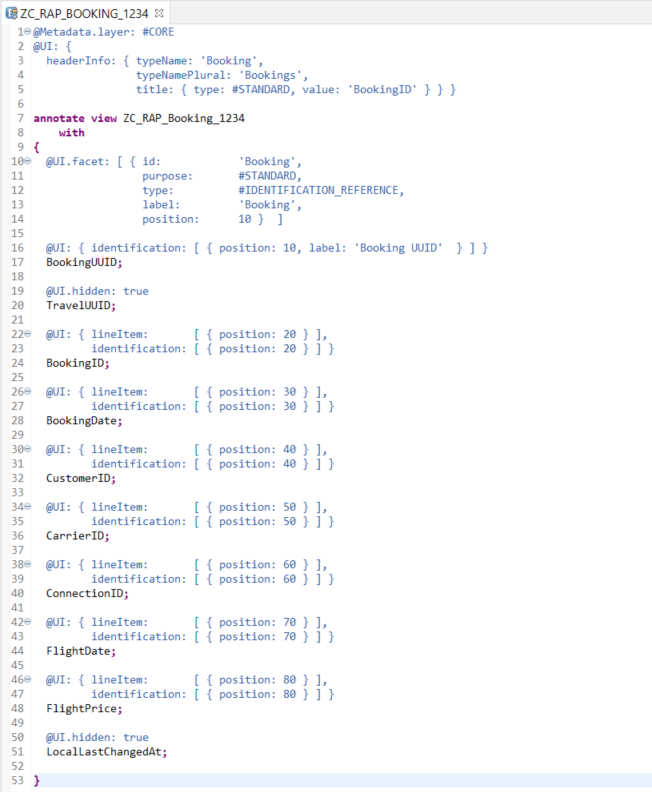 ZC_RAP_BOOKING_1234
1 @Metadata.layer: #CORE
2 @UI: {
3   headerInfo: { typeName: 'Booking',
4                 typeNamePlural: 'Bookings',
5                 title: { type: #STANDARD, value: 'BookingID' } } }
6
7 annotate view ZC_RAP_Booking_1234
8     with
9 {
10   @UI.facet: [ { id:            'Booking',
11                  purpose:       #STANDARD,
12                  type:          #IDENTIFICATION_REFERENCE,
13                  label:         'Booking',
14                  position:      10 }  ]
15
16   @UI: { identification: [ { position: 10, label: 'Booking UUID'  } ] }
17   BookingUUID;
18
19   @UI.hidden: true
20   TravelUUID;
21
22   @UI: { lineItem:       [ { position: 20 } ],
23          identification: [ { position: 20 } ] }
24   BookingID;
25
26   @UI: { lineItem:       [ { position: 30 } ],
27          identification: [ { position: 30 } ] }
28   BookingDate;
29
30   @UI: { lineItem:       [ { position: 40 } ],
31          identification: [ { position: 40 } ] }
32   CustomerID;
33
34   @UI: { lineItem:       [ { position: 50 } ],
35          identification: [ { position: 50 } ] }
36   CarrierID;
37
38   @UI: { lineItem:       [ { position: 60 } ],
39          identification: [ { position: 60 } ] }
40   ConnectionID;
41
42   @UI: { lineItem:       [ { position: 70 } ],
43          identification: [ { position: 70 } ] }
44   FlightDate;
45
46   @UI: { lineItem:       [ { position: 80 } ],
47          identification: [ { position: 80 } ] }
48   FlightPrice;
49
50   @UI.hidden: true
51   LocalLastChangedAt;
52
53 }